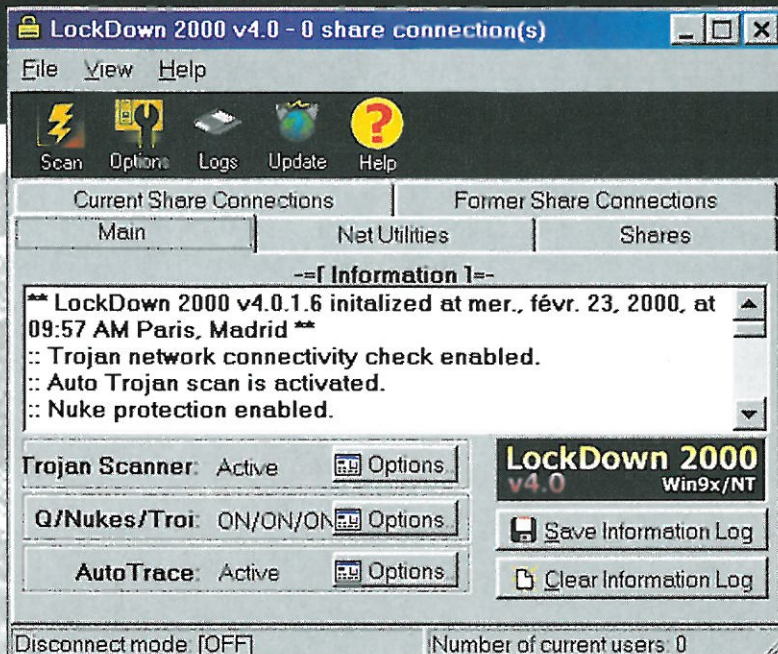 LockDown 2000 v4.0 - 0 share connection(s)
File View Help
Scan Options Logs Update Help
Current Share Connections Former Share Connections
Main Net Utilities Shares
-=[ Information ]=-
** LockDown 2000 v4.0.1.6 initalized at mer., févr. 23, 2000, at
09:57 AM Paris, Madrid **
:: Trojan network connectivity check enabled.
:: Auto Trojan scan is activated.
:: Nuke protection enabled.
Trojan Scanner: Active Options
Q/Nukes/Troj: ON/ON/ON Options
AutoTrace: Active Options
LockDown 2000
v4.0 Win9x/NT
Save Information Log
Clear Information Log
Disconnect mode: [OFF] Number of current users: 0